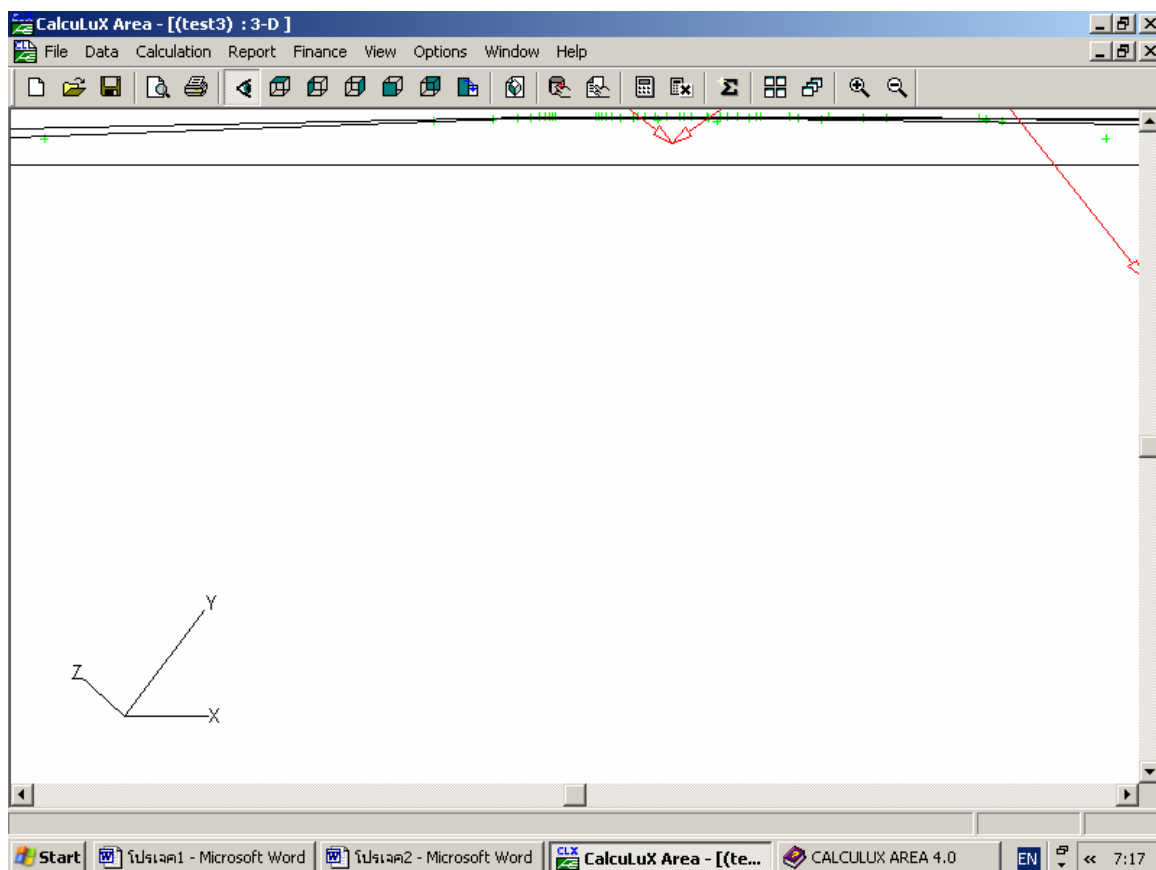 CalcuLuX Area - [(test3) : 3-D ]
File Data Calculation Report Finance View Options Window Help
Y
Z
X
Start โปรเจค1 - Microsoft Word โปรเจค2 - Microsoft Word CLX CalcuLuX Area - [(te... CALCULUX AREA 4.0 EN « 7:17